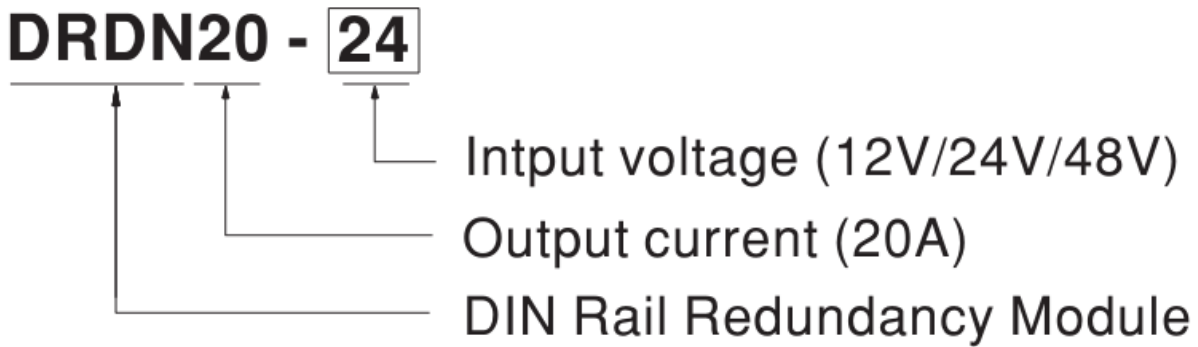 DRDN20 - 24
Intput voltage (12V/24V/48V)
Output current (20A)
DIN Rail Redundancy Module